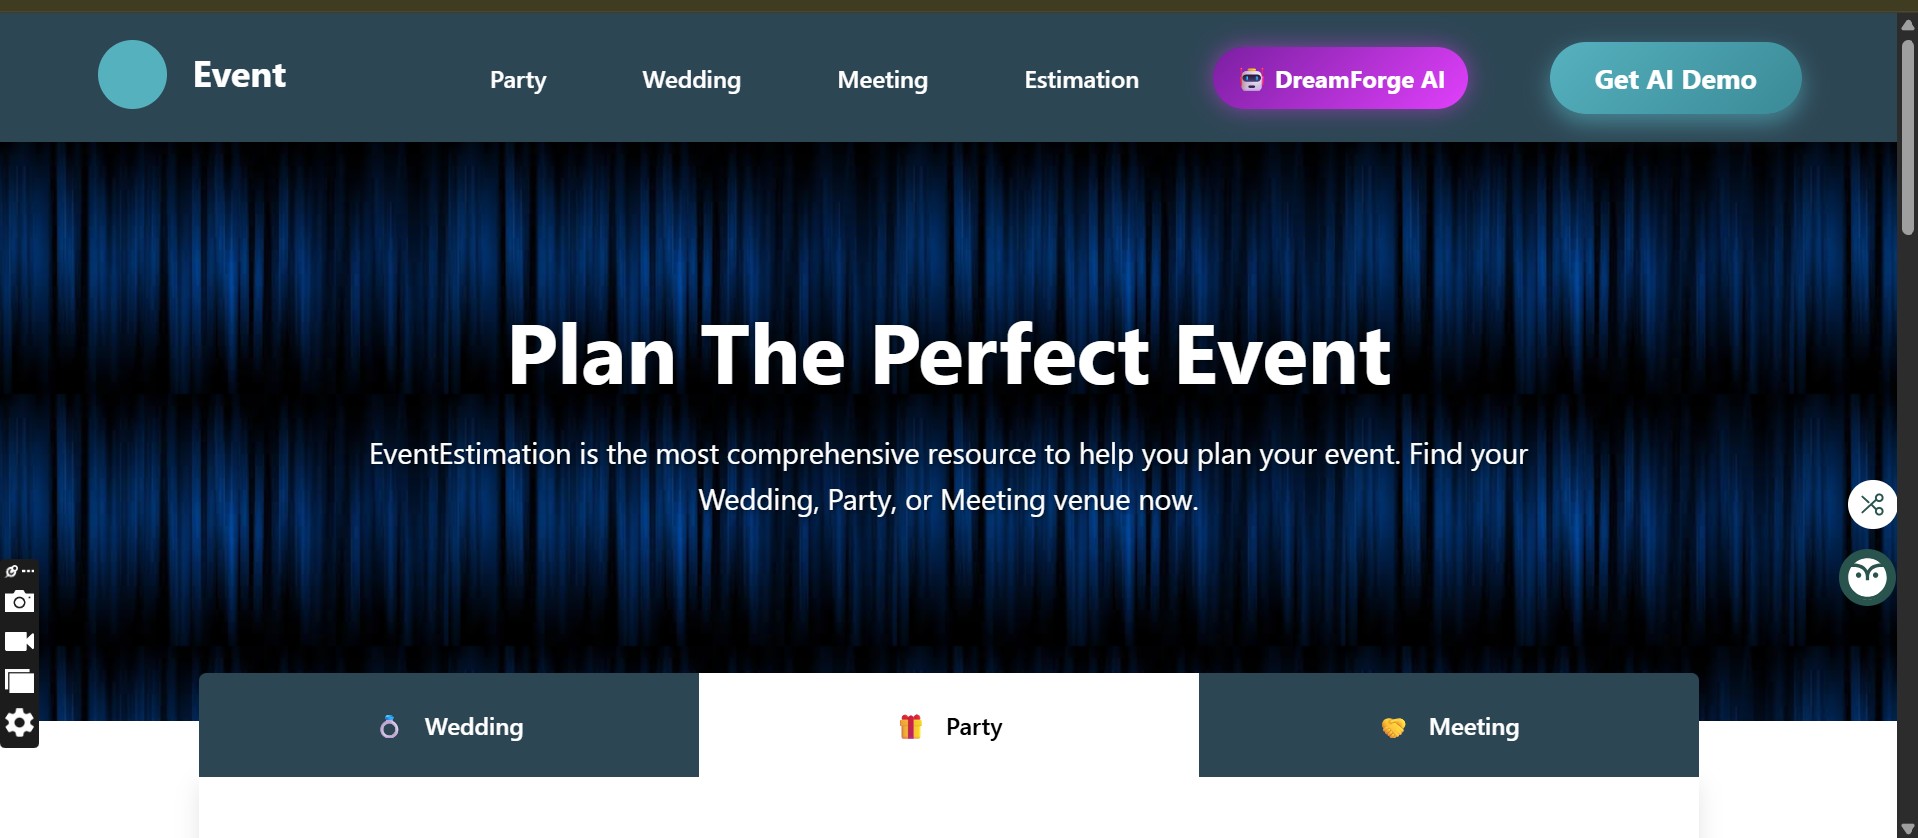 Event
Party
Wedding
Meeting
Estimation
DreamForge AI
Get AI Demo
Plan The Perfect Event
EventEstimation is the most comprehensive resource to help you plan your event. Find your
Wedding, Party, or Meeting venue now.
Wedding
Party
Meeting